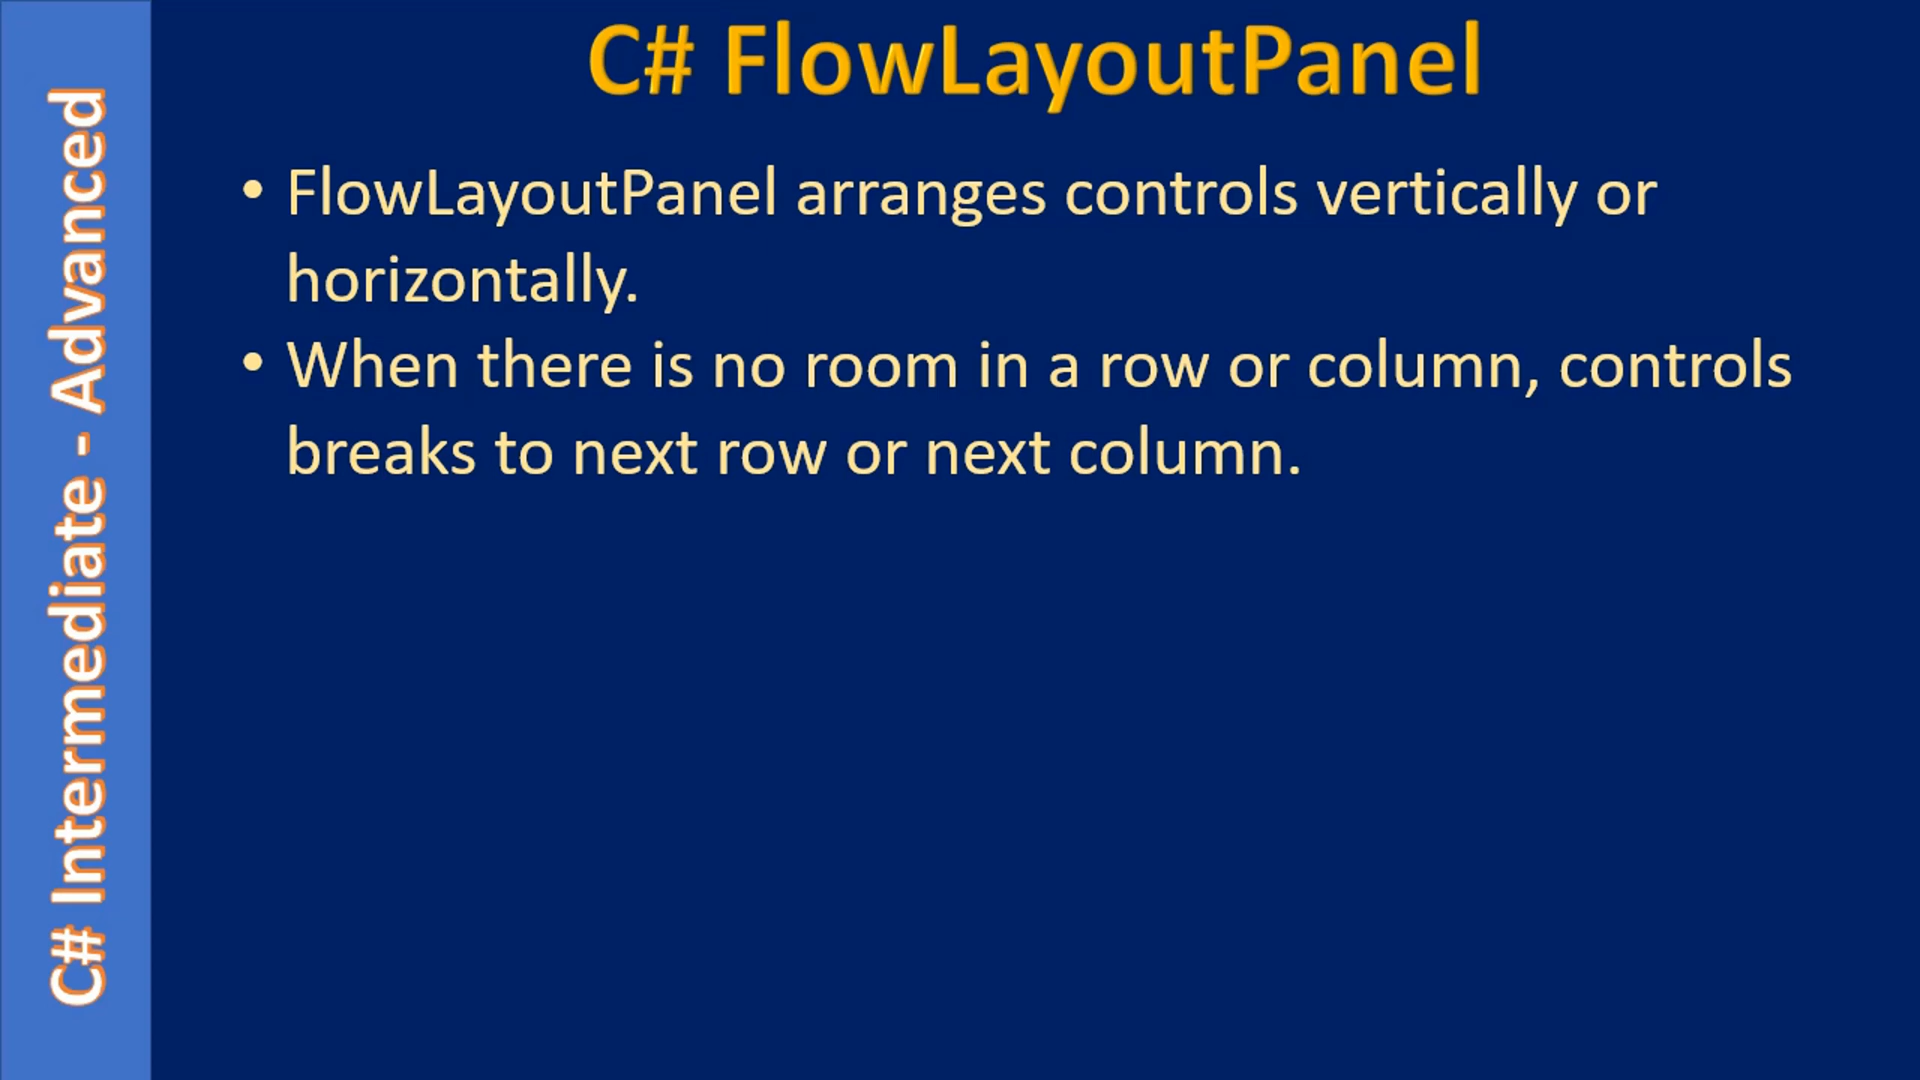 C# FlowLayoutPanel
• FlowLayoutPanel arranges controls vertically or
horizontally.
• When there is no room in a row or column, controls
breaks to next row or next column.
C# Intermediate - Advanced